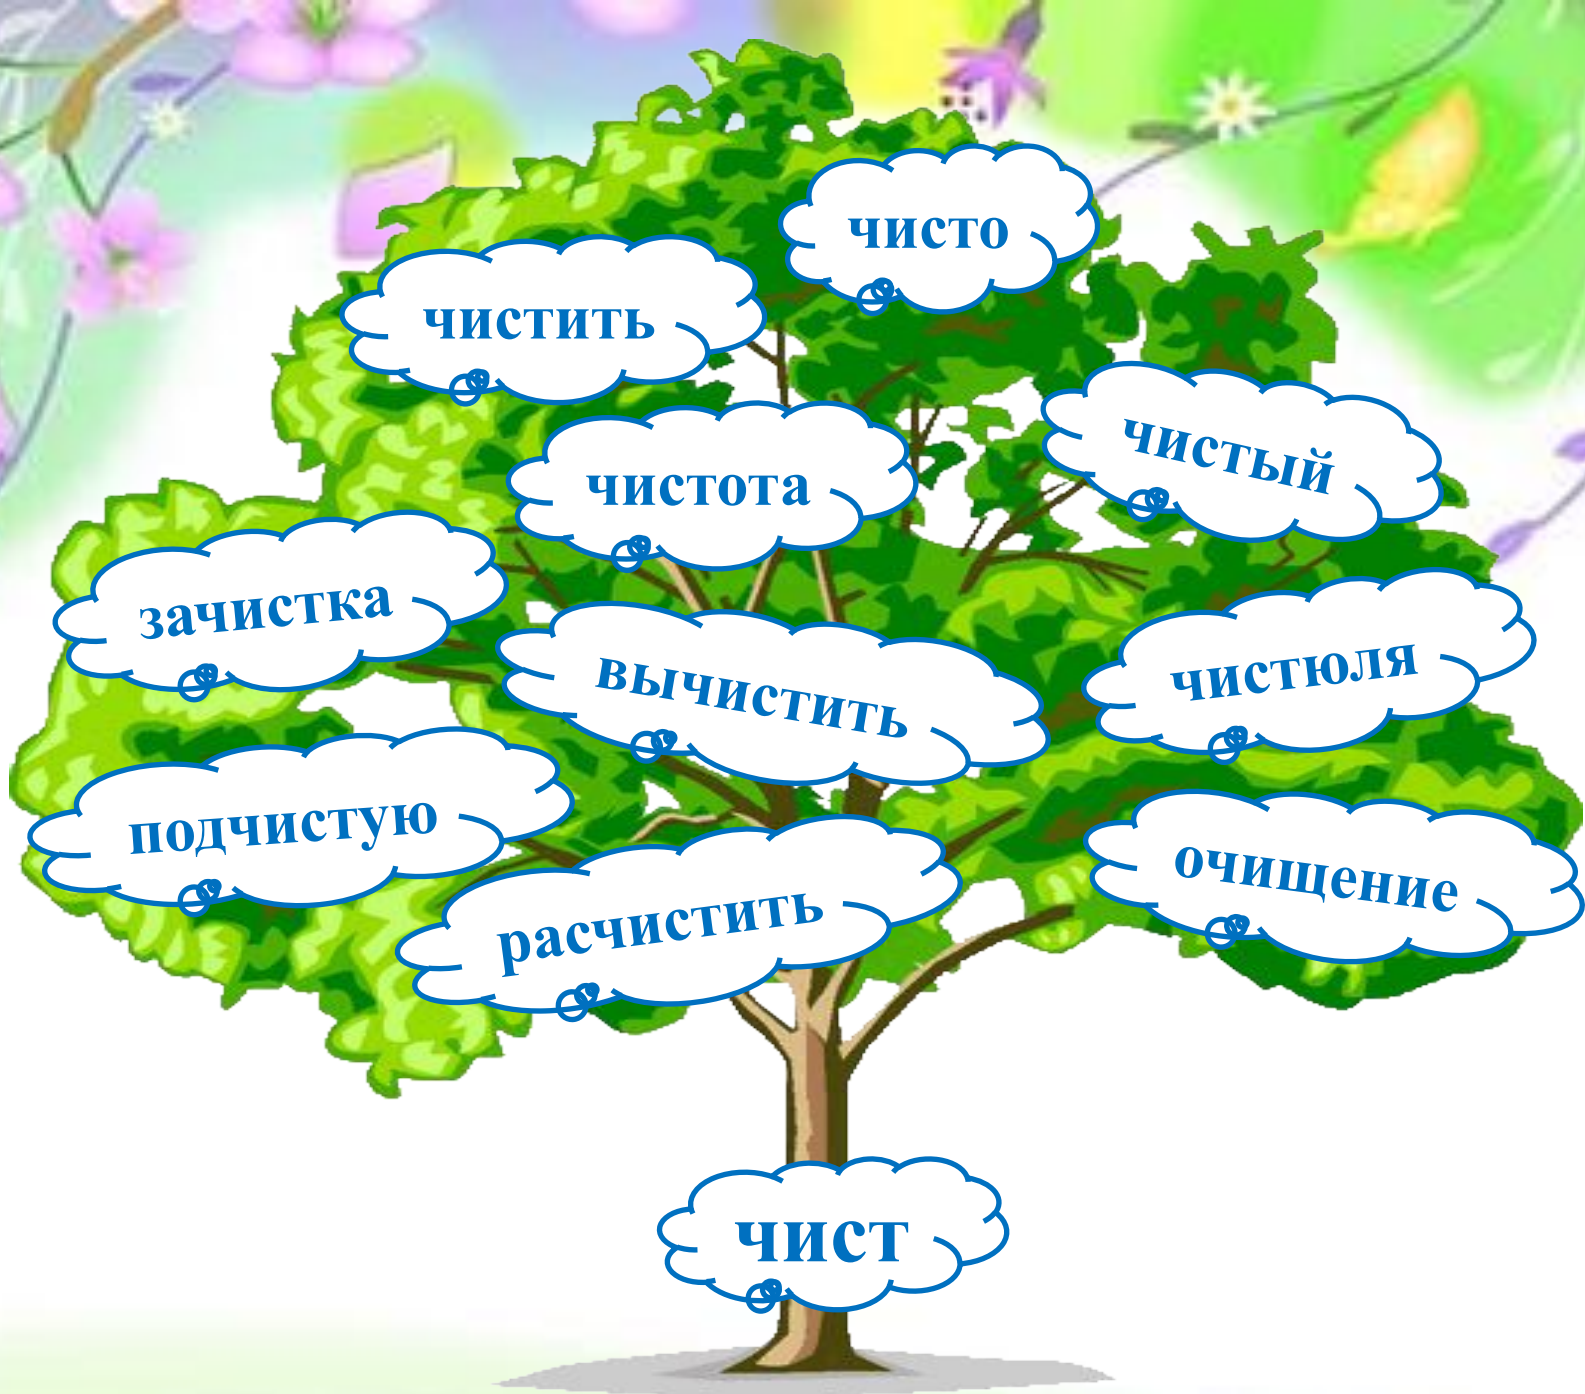 чисто
чистить
чистый
чистота
зачистка
чистюля
вычистить
подчистую
очищение
расчистить
чист